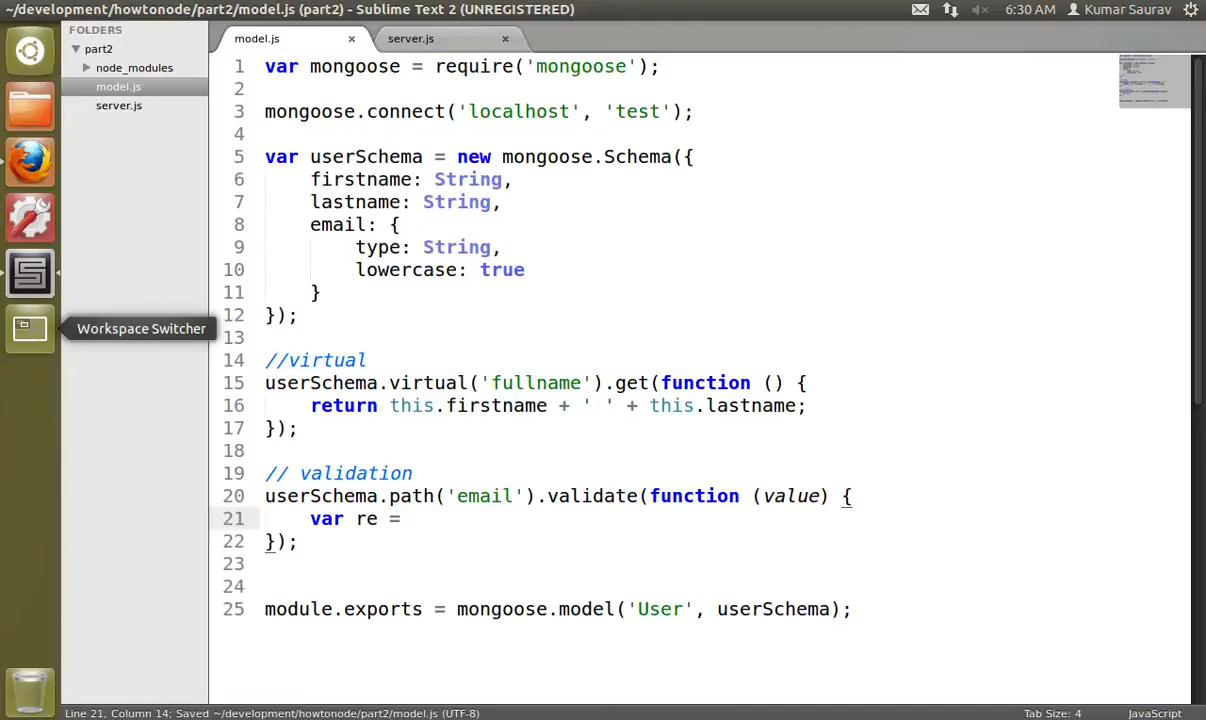 ~/development/howtonode/part2/model.js (part2) - Sublime Text 2 (UNREGISTERED)
6:30 AM
Kumar Saurav
FOLDERS
part2
node_modules
model.js
server.js
Workspace Switcher
model.js
server.js
1 var mongoose = require('mongoose');
2
3 mongoose.connect('localhost', 'test');
4
5 var userSchema = new mongoose.Schema({
6 firstname: String,
7 lastname: String,
8 email: {
9 type: String,
10 lowercase: true
11 }
12 });
13
14 //virtual
15 userSchema.virtual('fullname').get(function () {
16 return this.firstname + ' ' + this.lastname;
17 });
18
19 // validation
20 userSchema.path('email').validate(function (value) {
21 var re =
22 });
23
24
25 module.exports = mongoose.model('User', userSchema);
Line 21, Column 14; Saved ~/development/howtonode/part2/model.js (UTF-8)
Tab Size: 4
JavaScript